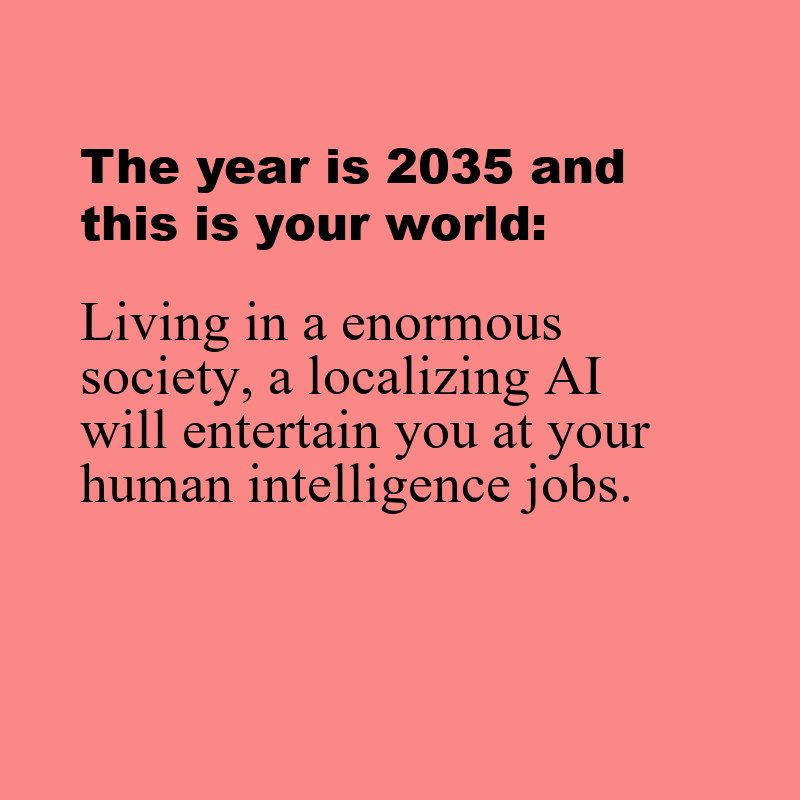 The year is 2035 and
this is your world:
Living in a enormous
society, a localizing AI
will entertain you at your
human intelligence jobs.